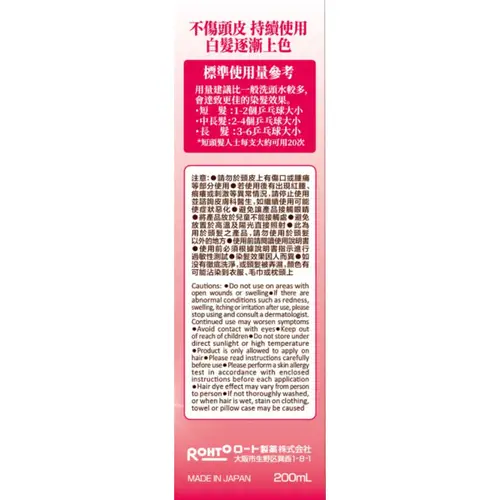 不傷頭皮 持續使用
白髮逐漸上色
標準使用量參考
用量建議比一般洗頭水較多,
會達致更佳的染髮效果。
•短　髮:1-2個乒乓球大小
•中長髮:2-4個乒乓球大小
•長　髮:3-6乒乓球大小
*短頭髮人士每支大約可用20次
注意:●請勿於頭皮上有傷口或腫痛
等部分使用●若使用後有出現紅腫、
痕癢或刺激等異常情況,請停止使用
並諮詢皮膚科醫生,如繼續使用可能
使症狀惡化●避免讓產品接觸眼睛
●將產品放於兒童不能接觸處●避免
放置於高溫及陽光直接照射●此為
用於頭髮之產品,請勿使用於頭髮
以外的地方●使用前請閱讀使用說明書
●使用前必須根據說明書指示進行
過敏性測試●染髮效果因人而異●如
沒有徹底洗淨,或頭髮被弄濕,顏色有
可能沾染到衣服、毛巾或枕頭上
Cautions: ●Do not use on areas with
open wounds or swelling●If there are
abnormal conditions such as redness,
swelling, itching or irritation after use, please
stop using and consult a dermatologist.
Continued use may worsen symptoms
●Avoid contact with eyes●Keep out
of reach of children●Do not store under
direct sunlight or high temperature
●Product is only allowed to apply on
hair●Read instructions carefully
before use●Please perform a skin allergy
test in accordance with enclosed
instructions before each application
●Hair dye effect may vary from person
to person●If not thoroughly washed,
or when hair is wet, stain on clothing,
towel or pillow case may be caused
ROHTO ロート製薬株式会社
大阪市生野区巽西1-8-1
MADE IN JAPAN 200mL